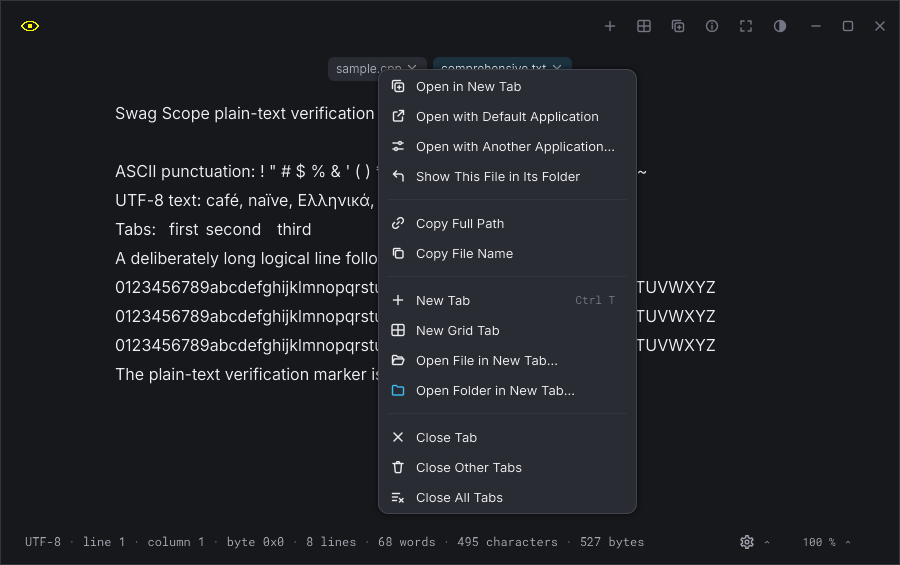 sample.cpp
comprehensive.txt
Swag Scope plain-text verification
ASCII punctuation: ! " # $ % & ' ( ) ~
UTF-8 text: café, naïve, Ελληνικά,
Tabs: first second third
A deliberately long logical line follo
0123456789abcdefghijklmnopqrstu TUVWXYZ
0123456789abcdefghijklmnopqrstu TUVWXYZ
0123456789abcdefghijklmnopqrstu TUVWXYZ
The plain-text verification marker is
Open in New Tab
Open with Default Application
Open with Another Application...
Show This File in Its Folder
Copy Full Path
Copy File Name
New Tab Ctrl T
New Grid Tab
Open File in New Tab...
Open Folder in New Tab...
Close Tab
Close Other Tabs
Close All Tabs
UTF-8 · line 1 · column 1 · byte 0x0 · 8 lines · 68 words · 495 characters · 527 bytes
100 %